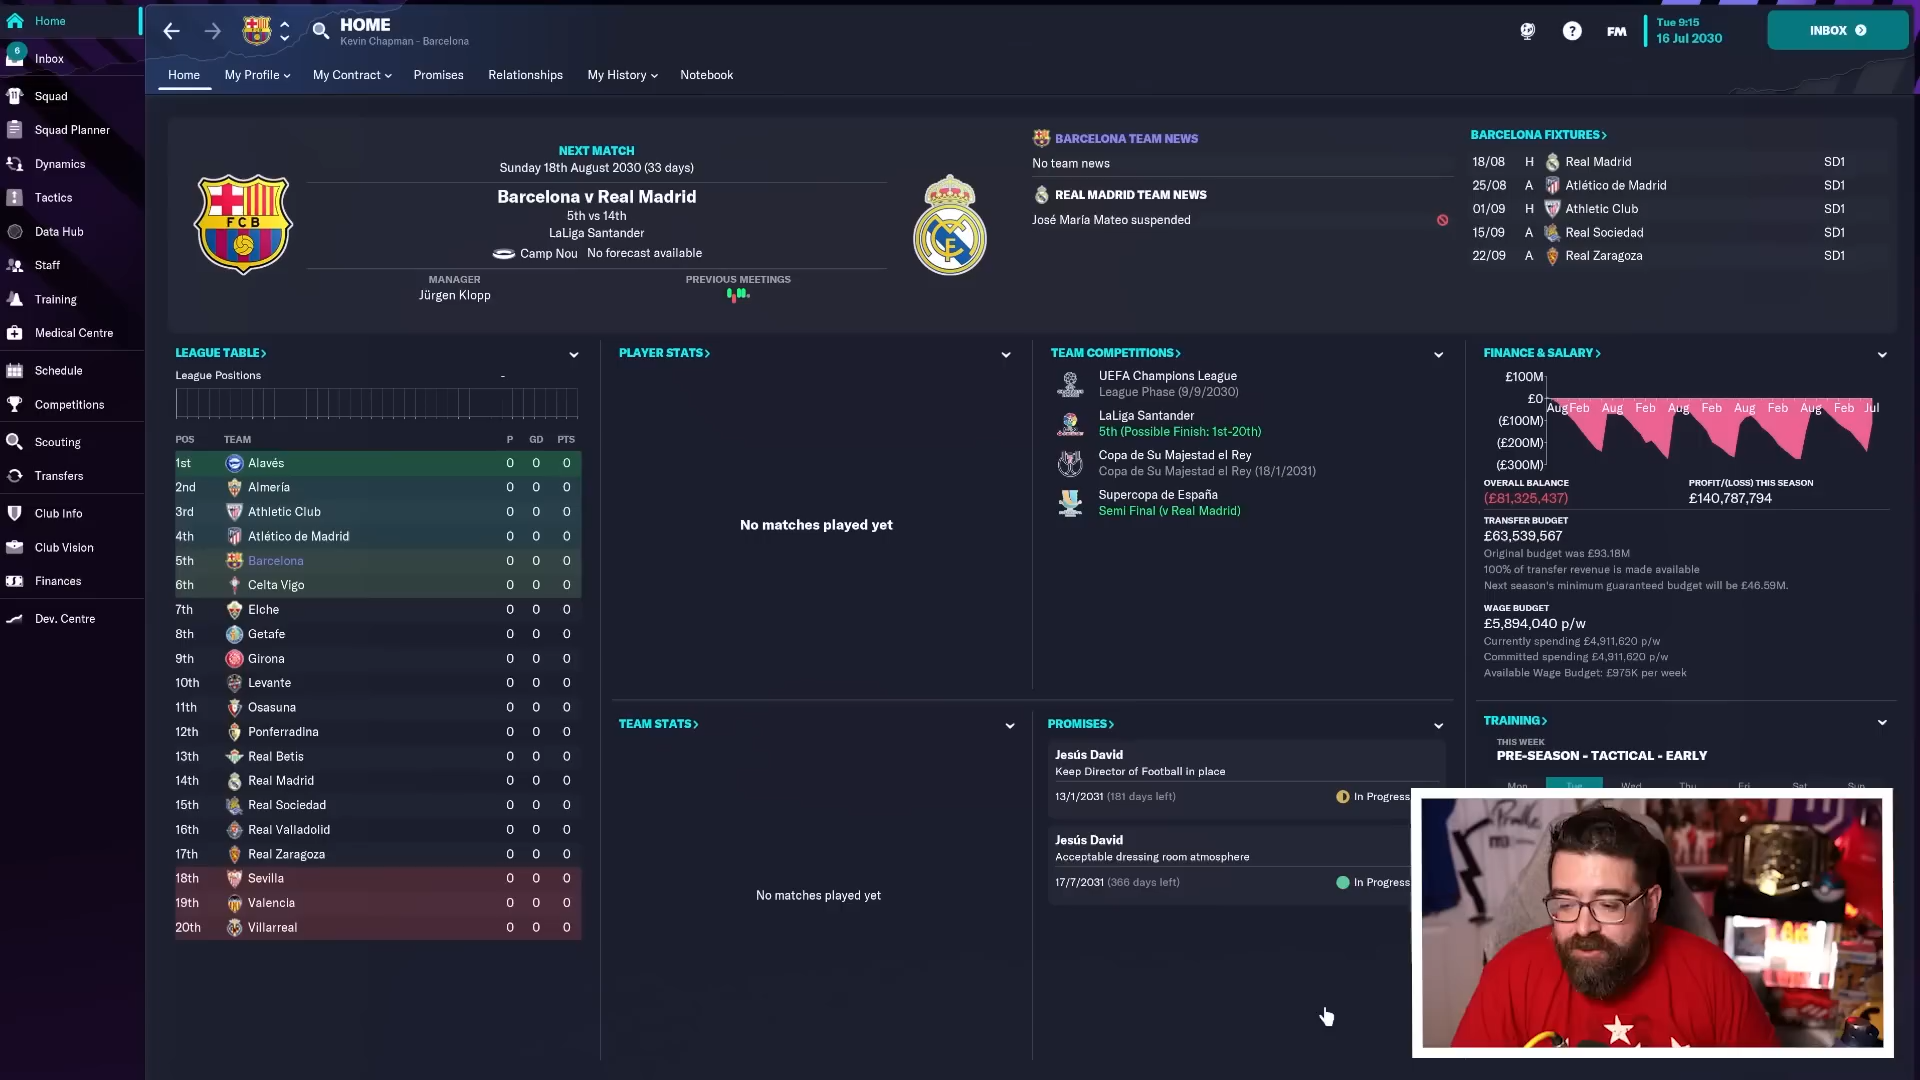 Home
6
Inbox
Squad
Squad Planner
Dynamics
Tactics
Data Hub
Staff
Training
Medical Centre
Schedule
Competitions
Scouting
Transfers
Club Info
Club Vision
Finances
Dev. Centre
HOME
Kevin Chapman - Barcelona
?
FM
Tue 9:15
16 Jul 2030
INBOX
Home
My Profile
My Contract
Promises
Relationships
My History
Notebook
NEXT MATCH
Sunday 18th August 2030 (33 days)
Barcelona v Real Madrid
5th vs 14th
LaLiga Santander
Camp Nou No forecast available
MANAGER
Jürgen Klopp
PREVIOUS MEETINGS
FCB
BARCELONA TEAM NEWS
No team news
REAL MADRID TEAM NEWS
José María Mateo suspended
BARCELONA FIXTURES>
18/08 H Real Madrid SD1
25/08 A Atlético de Madrid SD1
01/09 H Athletic Club SD1
15/09 A Real Sociedad SD1
22/09 A Real Zaragoza SD1
LEAGUE TABLE>
League Positions -
POS TEAM P GD PTS
1st Alavés 0 0 0
2nd Almería 0 0 0
3rd Athletic Club 0 0 0
4th Atlético de Madrid 0 0 0
5th Barcelona 0 0 0
6th Celta Vigo 0 0 0
7th Elche 0 0 0
8th Getafe 0 0 0
9th Girona 0 0 0
10th Levante 0 0 0
11th Osasuna 0 0 0
12th Ponferradina 0 0 0
13th Real Betis 0 0 0
14th Real Madrid 0 0 0
15th Real Sociedad 0 0 0
16th Real Valladolid 0 0 0
17th Real Zaragoza 0 0 0
18th Sevilla 0 0 0
19th Valencia 0 0 0
20th Villarreal 0 0 0
PLAYER STATS>
No matches played yet
TEAM STATS>
No matches played yet
TEAM COMPETITIONS>
UEFA Champions League
League Phase (9/9/2030)
LaLiga Santander
5th (Possible Finish: 1st-20th)
Copa de Su Majestad el Rey
Copa de Su Majestad el Rey (18/1/2031)
Supercopa de España
Semi Final (v Real Madrid)
PROMISES>
Jesús David
Keep Director of Football in place
13/1/2031 (181 days left) In Progress
Jesús David
Acceptable dressing room atmosphere
17/7/2031 (366 days left) In Progress
FINANCE & SALARY>
£100M
£0
(£100M)
(£200M)
(£300M)
Aug Feb Aug Feb Aug Feb Aug Feb Aug Feb Jul
OVERALL BALANCE
(£81,325,437)
PROFIT/(LOSS) THIS SEASON
£140,787,794
TRANSFER BUDGET
£63,539,567
Original budget was £93.18M
100% of transfer revenue is made available
Next season's minimum guaranteed budget will be £46.59M.
WAGE BUDGET
£5,894,040 p/w
Currently spending £4,911,620 p/w
Committed spending £4,911,620 p/w
Available Wage Budget: £975K per week
TRAINING>
THIS WEEK
PRE-SEASON - TACTICAL - EARLY
Mon Tue Wed Thu Fri Sat Sun